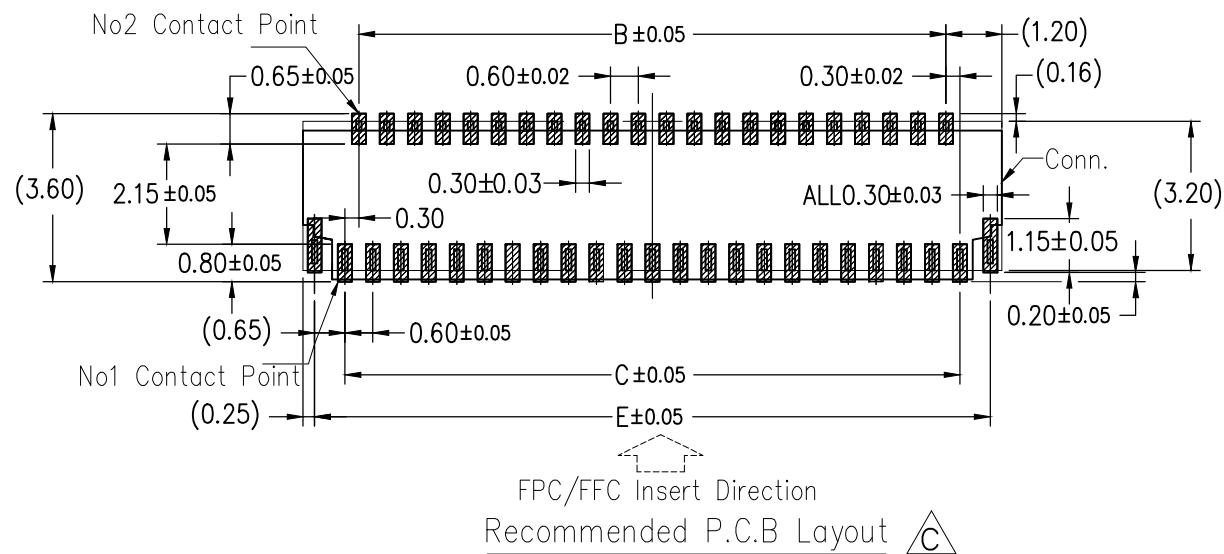 No2 Contact Point
B±0.05
(1.20)
0.65±0.05
0.60±0.02
0.30±0.02
(0.16)
(3.60)
2.15±0.05
0.30±0.03
ALL0.30±0.03
Conn.
(3.20)
0.30
1.15±0.05
0.80±0.05
0.20±0.05
(0.65)
0.60±0.05
No1 Contact Point
C±0.05
(0.25)
E±0.05
FPC/FFC Insert Direction
Recommended P.C.B Layout
C